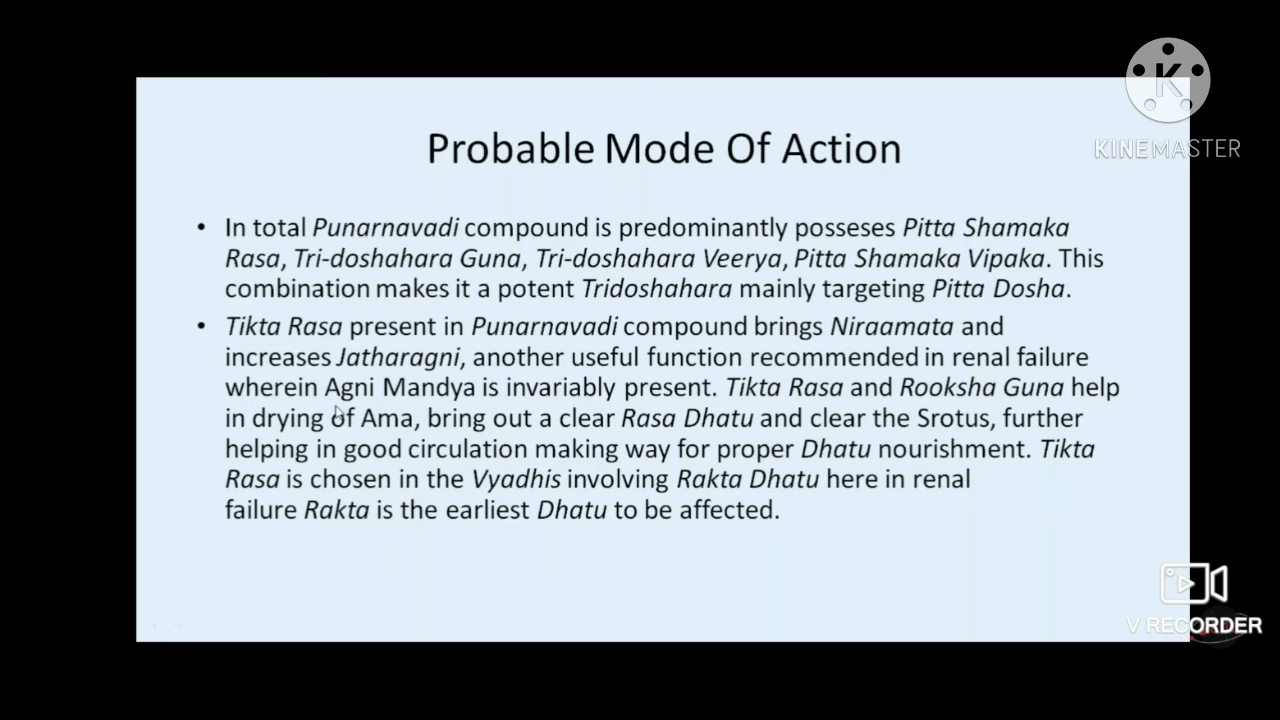 KINEMASTER
Probable Mode Of Action
• In total Punarnavadi compound is predominantly posseses Pitta Shamaka
Rasa, Tri-doshahara Guna, Tri-doshahara Veerya, Pitta Shamaka Vipaka. This
combination makes it a potent Tridoshahara mainly targeting Pitta Dosha.
• Tikta Rasa present in Punarnavadi compound brings Niraamata and
increases Jatharagni, another useful function recommended in renal failure
wherein Agni Mandya is invariably present. Tikta Rasa and Rooksha Guna help
in drying of Ama, bring out a clear Rasa Dhatu and clear the Srotus, further
helping in good circulation making way for proper Dhatu nourishment. Tikta
Rasa is chosen in the Vyadhis involving Rakta Dhatu here in renal
failure Rakta is the earliest Dhatu to be affected.
V RECORDER